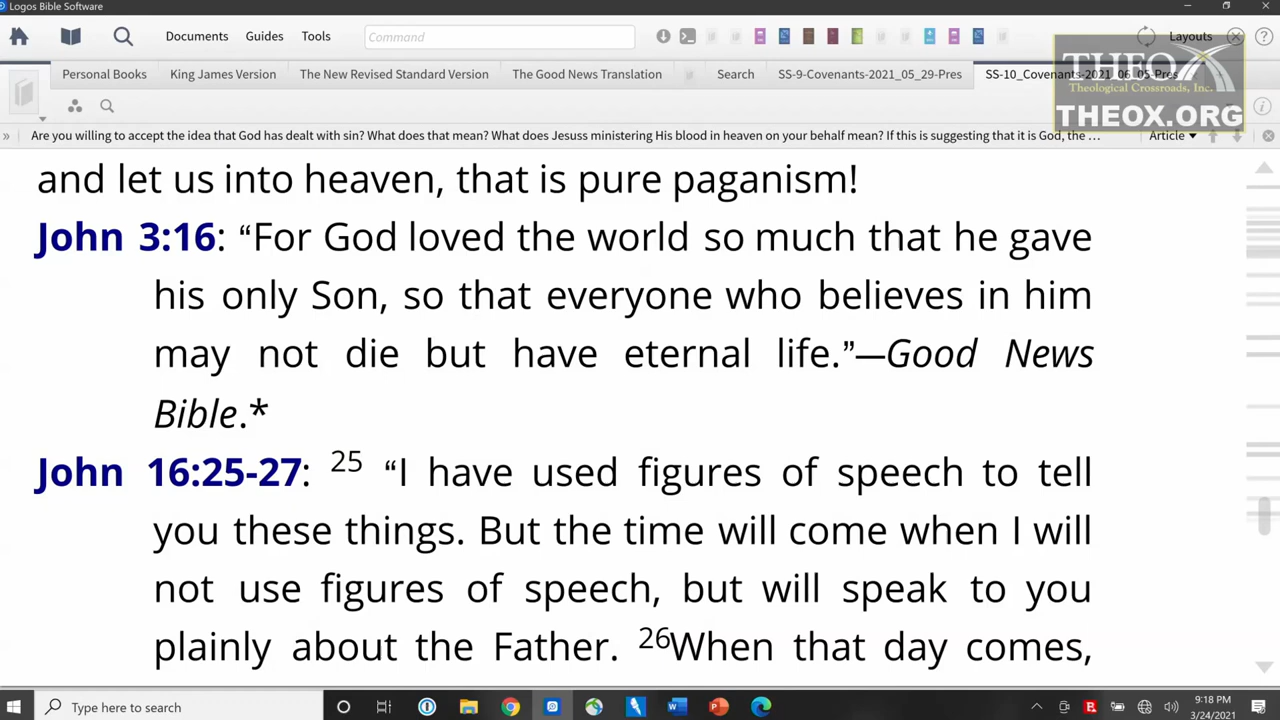 Logos Bible Software
Documents Guides Tools Command Layouts
Personal Books King James Version The New Revised Standard Version The Good News Translation Search SS-9-Covenants-2021_05_29-Pres SS-10_Covenants-2021_06_05-Pres
THEO
Theological Crossroads, Inc.
THEOX.ORG
Are you willing to accept the idea that God has dealt with sin? What does that mean? What does Jesuss ministering His blood in heaven on your behalf mean? If this is suggesting that it is God, the ... Article
and let us into heaven, that is pure paganism!
John 3:16: “For God loved the world so much that he gave
his only Son, so that everyone who believes in him
may not die but have eternal life.”—Good News
Bible.*
John 16:25-27: 25 “I have used figures of speech to tell
you these things. But the time will come when I will
not use figures of speech, but will speak to you
plainly about the Father. 26When that day comes,
Type here to search
9:18 PM
3/24/2021